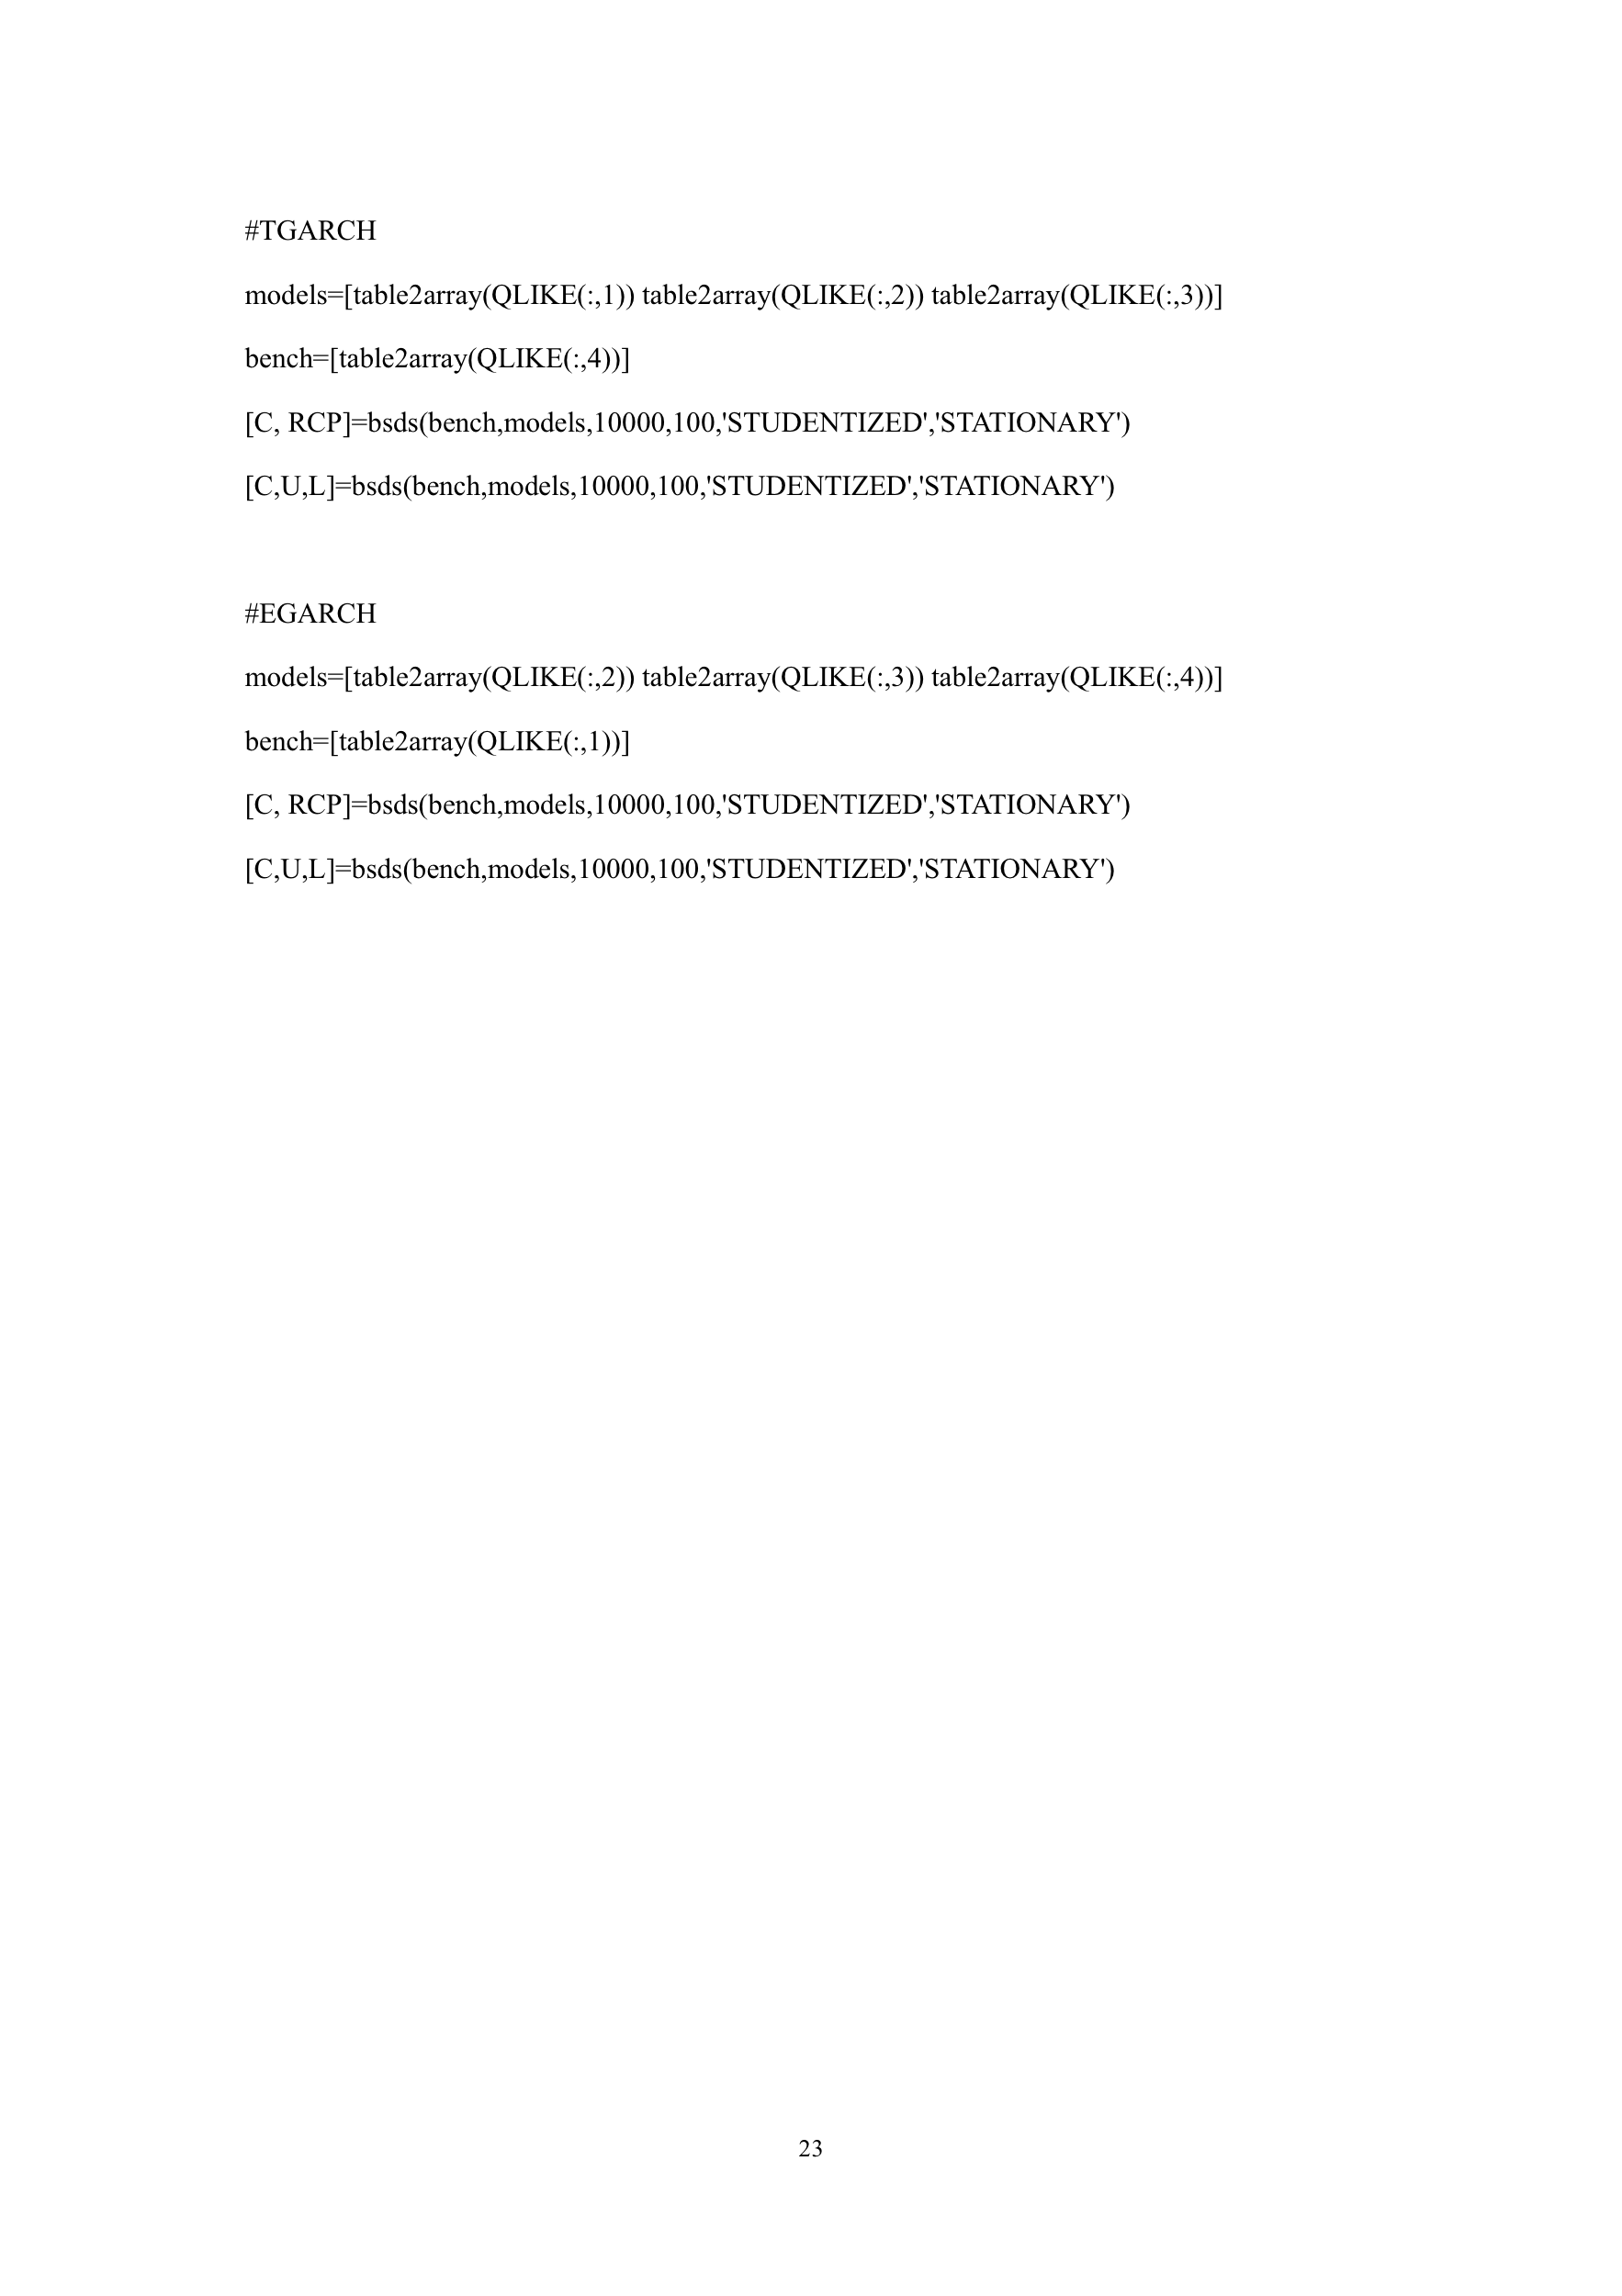 #TGARCH
models=[table2array(QLIKE(:,1)) table2array(QLIKE(:,2)) table2array(QLIKE(:,3))]
bench=[table2array(QLIKE(:,4))]
[C, RCP]=bsds(bench,models,10000,100,'STUDENTIZED','STATIONARY')
[C,U,L]=bsds(bench,models,10000,100,'STUDENTIZED','STATIONARY')
#EGARCH
models=[table2array(QLIKE(:,2)) table2array(QLIKE(:,3)) table2array(QLIKE(:,4))]
bench=[table2array(QLIKE(:,1))]
[C, RCP]=bsds(bench,models,10000,100,'STUDENTIZED','STATIONARY')
[C,U,L]=bsds(bench,models,10000,100,'STUDENTIZED','STATIONARY')
23